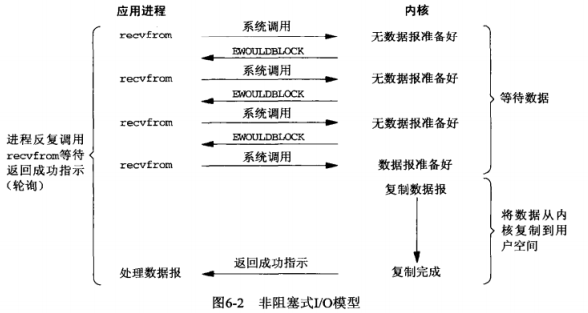 应用进程 内核
系统调用
recvfrom 无数据报准备好
EWOULDBLOCK
系统调用
recvfrom 无数据报准备好
EWOULDBLOCK
系统调用
recvfrom 无数据报准备好
EWOULDBLOCK
系统调用
recvfrom 数据报准备好
等待数据
进程反复调用
recvfrom等待
返回成功指示
(轮询)
复制数据报
将数据从内
核复制到用
户空间
返回成功指示
处理数据报 复制完成
图6-2 非阻塞式I/O模型